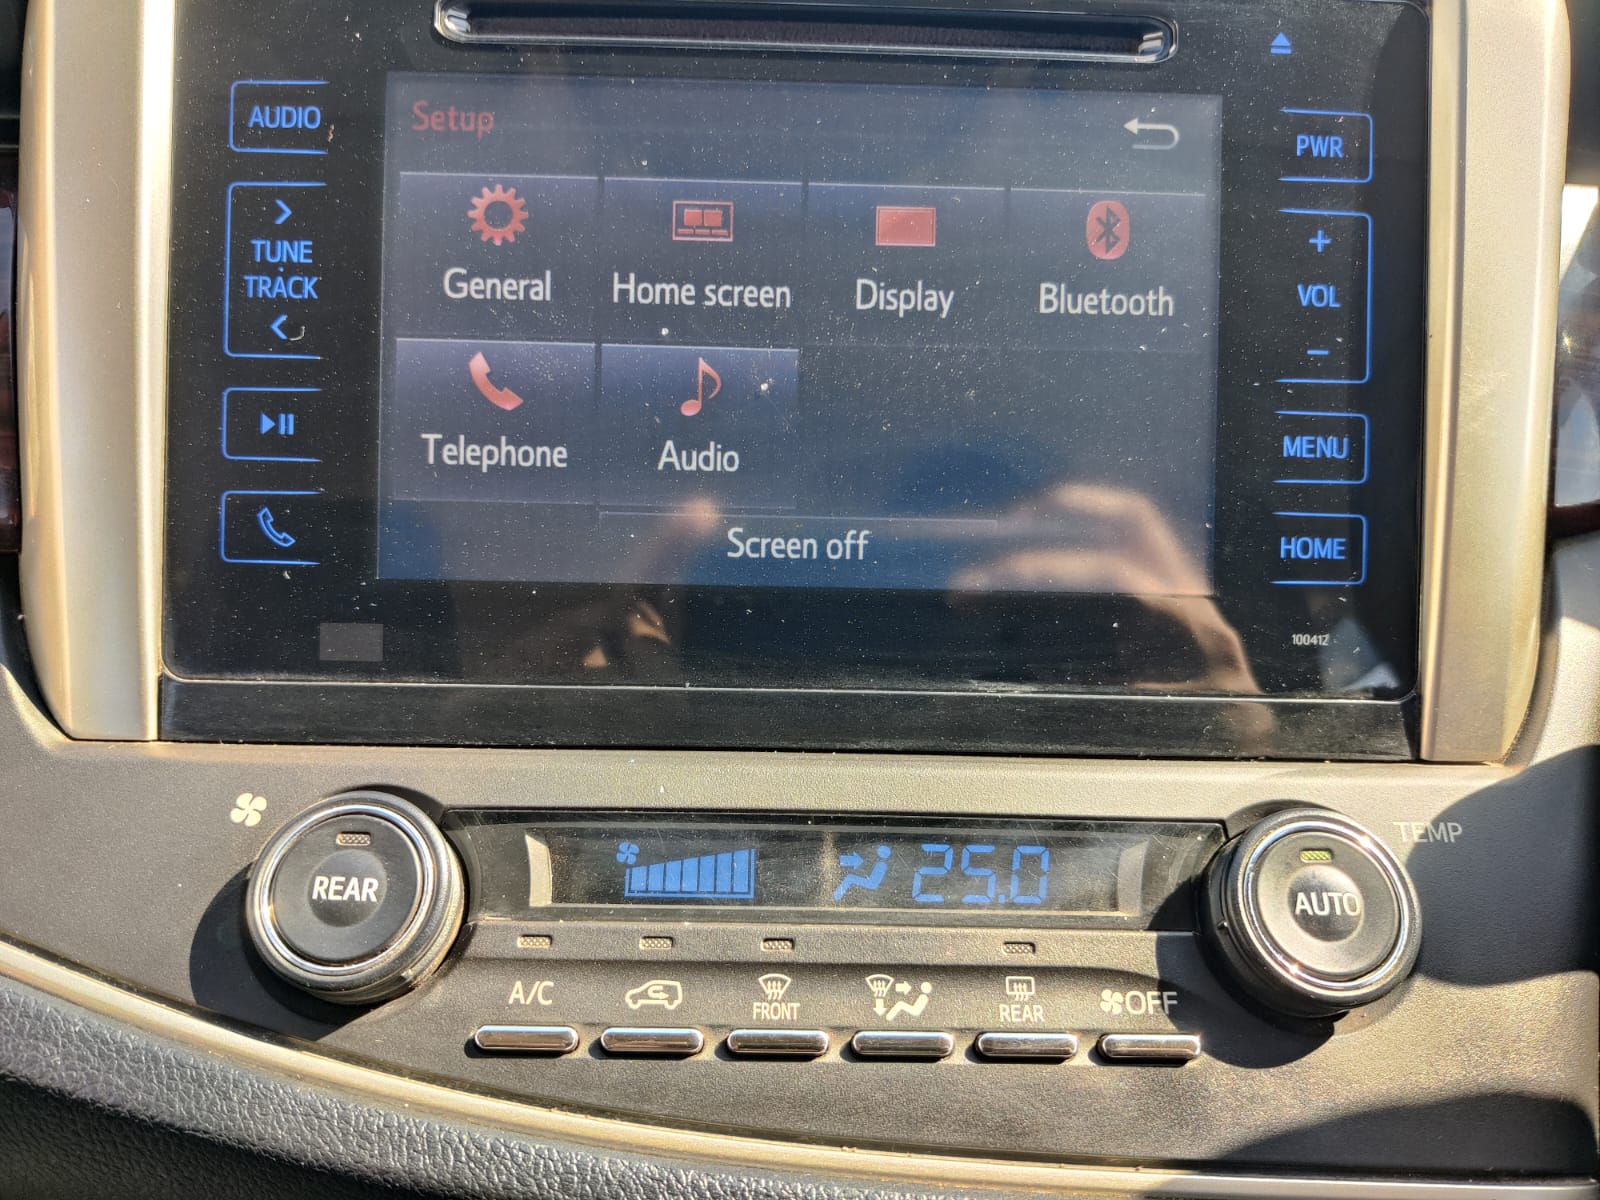 Setup
AUDIO
PWR
TUNE
TRACK
+
VOL
−
General
Home screen
Display
Bluetooth
Telephone
Audio
MENU
Screen off
HOME
100412
TEMP
REAR
25.0
AUTO
A/C
FRONT
REAR
OFF